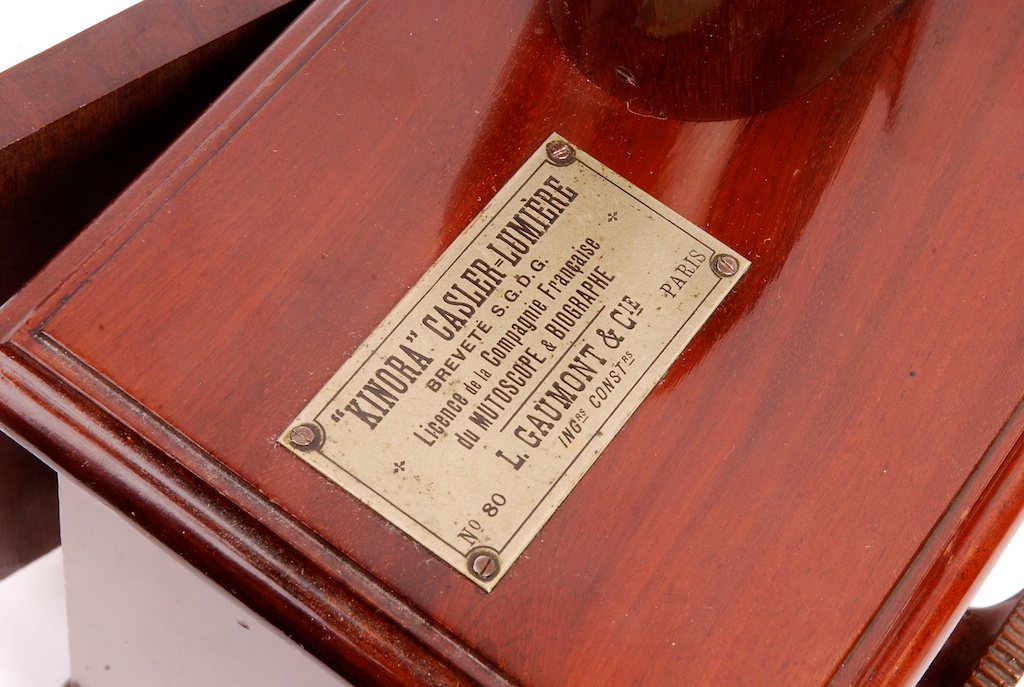 "KINORA" CASLER=LUMIÈRE
BREVETÉ S.G.D.G.
Licence de la Compagnie Française
du MUTOSCOPE & BIOGRAPHE
L. GAUMONT & CIE
INGRS CONSTRS
No 80 PARIS